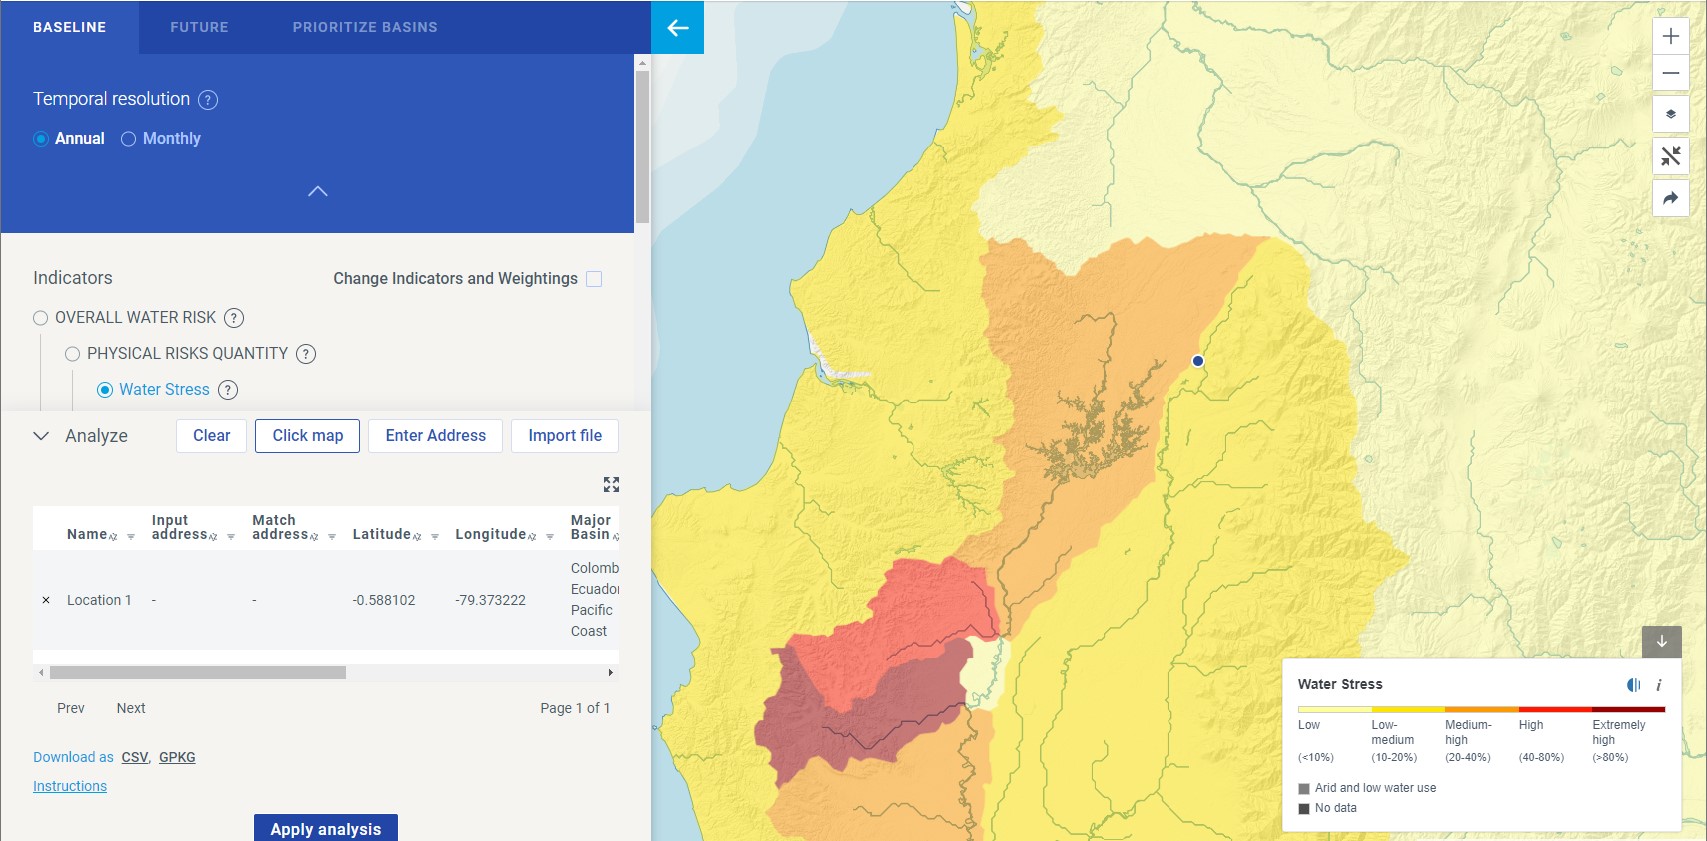 BASELINE FUTURE PRIORITIZE BASINS
Temporal resolution ?
Annual Monthly
Indicators Change Indicators and Weightings
OVERALL WATER RISK ?
PHYSICAL RISKS QUANTITY ?
Water Stress ?
Analyze Clear Click map Enter Address Import file
Name Input address Match address Latitude Longitude Major Basin
× Location 1 - - -0.588102 -79.373222 Colomb
Ecuador
Pacific
Coast
Prev Next Page 1 of 1
Download as CSV, GPKG
Instructions
Apply analysis
Water Stress i
Low Low-medium Medium-high High Extremely high
(<10%) (10-20%) (20-40%) (40-80%) (>80%)
Arid and low water use
No data